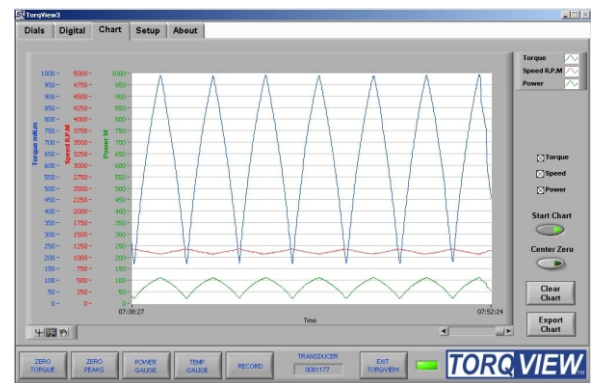 TorqView3
Dials Digital Chart Setup About
Torque
Speed R.P.M
Power
1000 5000 1000
950 4750 950
900 4500 900
850 4250 850
800 4000 800
750 3750 750
700 3500 700
650 3250 650
600 3000 600
550 2750 550
500 2500 500
450 2250 450
400 2000 400
350 1750 350
300 1500 300
250 1250 250
200 1000 200
150 750 150
100 500 100
50 250 50
0 0 0
Torque mN.m
Speed R.P.M
Power W
07:38:27 07:52:24
Time
Torque
Speed
Power
Start Chart
Center Zero
Clear
Chart
Export
Chart
ZERO
TORQUE
ZERO
PEAKS
POWER
GAUGE
TEMP
GAUGE
RECORD
TRANSDUCER
0001177
EXIT
TORQVIEW
TORQVIEW